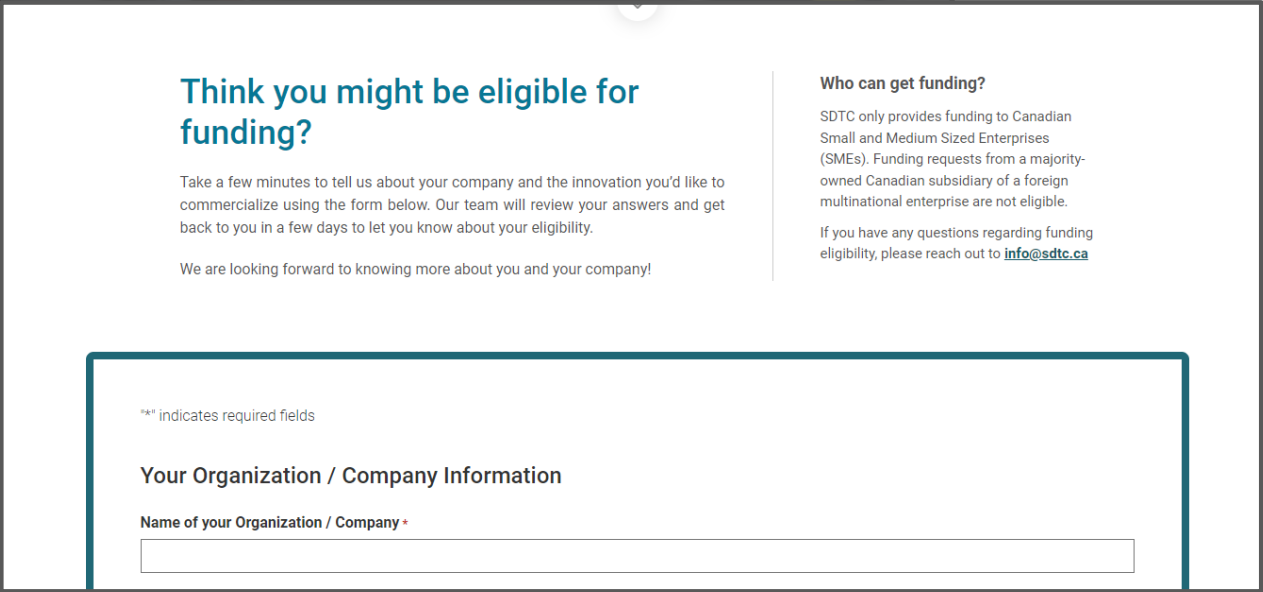 Think you might be eligible for
funding?
Take a few minutes to tell us about your company and the innovation you'd like to
commercialize using the form below. Our team will review your answers and get
back to you in a few days to let you know about your eligibility.
We are looking forward to knowing more about you and your company!
Who can get funding?
SDTC only provides funding to Canadian
Small and Medium Sized Enterprises
(SMEs). Funding requests from a majority-
owned Canadian subsidiary of a foreign
multinational enterprise are not eligible.
If you have any questions regarding funding
eligibility, please reach out to info@sdtc.ca
"*" indicates required fields
Your Organization / Company Information
Name of your Organization / Company *